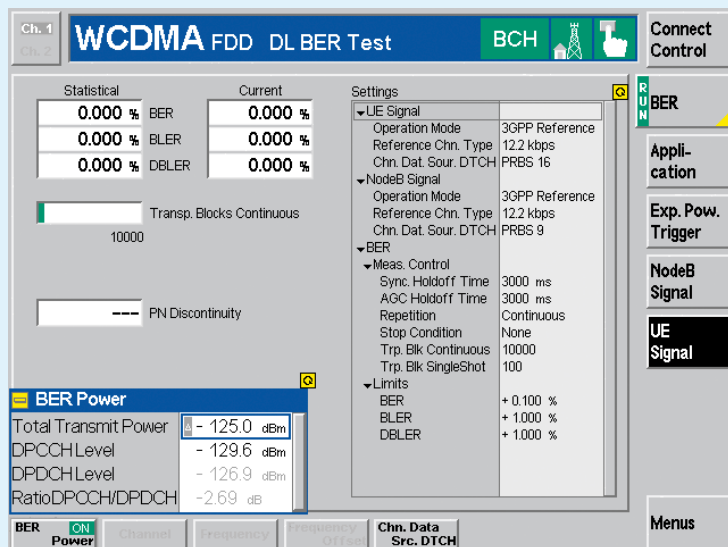 Ch. 1
Ch. 2
WCDMA FDD DL BER Test
BCH
Connect
Control
Statistical
Current
0.000 % BER 0.000 %
0.000 % BLER 0.000 %
0.000 % DBLER 0.000 %
Transp. Blocks Continuous
10000
--- PN Discontinuity
Settings
UE Signal
Operation Mode 3GPP Reference
Reference Chn. Type 12.2 kbps
Chn. Dat. Sour. DTCH PRBS 16
NodeB Signal
Operation Mode 3GPP Reference
Reference Chn. Type 12.2 kbps
Chn. Dat. Sour. DTCH PRBS 9
BER
Meas. Control
Sync. Holdoff Time 3000 ms
AGC Holdoff Time 3000 ms
Repetition Continuous
Stop Condition None
Trp. Blk Continuous 10000
Trp. Blk SingleShot 100
Limits
BER + 0.100 %
BLER + 1.000 %
DBLER + 1.000 %
RUN
BER
Appli-
cation
Exp. Pow.
Trigger
NodeB
Signal
UE
Signal
Menus
BER Power
Total Transmit Power - 125.0 dBm
DPCCH Level - 129.6 dBm
DPDCH Level - 126.9 dBm
RatioDPCCH/DPDCH -2.69 dB
BER ON
Power
Channel
Frequency
Frequency
Offset
Chn. Data
Src. DTCH